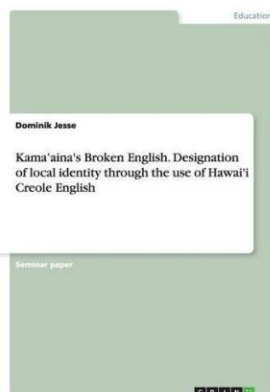 Education
Dominik Jesse
Kama'aina's Broken English. Designation
of local identity through the use of Hawai'i
Creole English
Seminar paper
G R I N